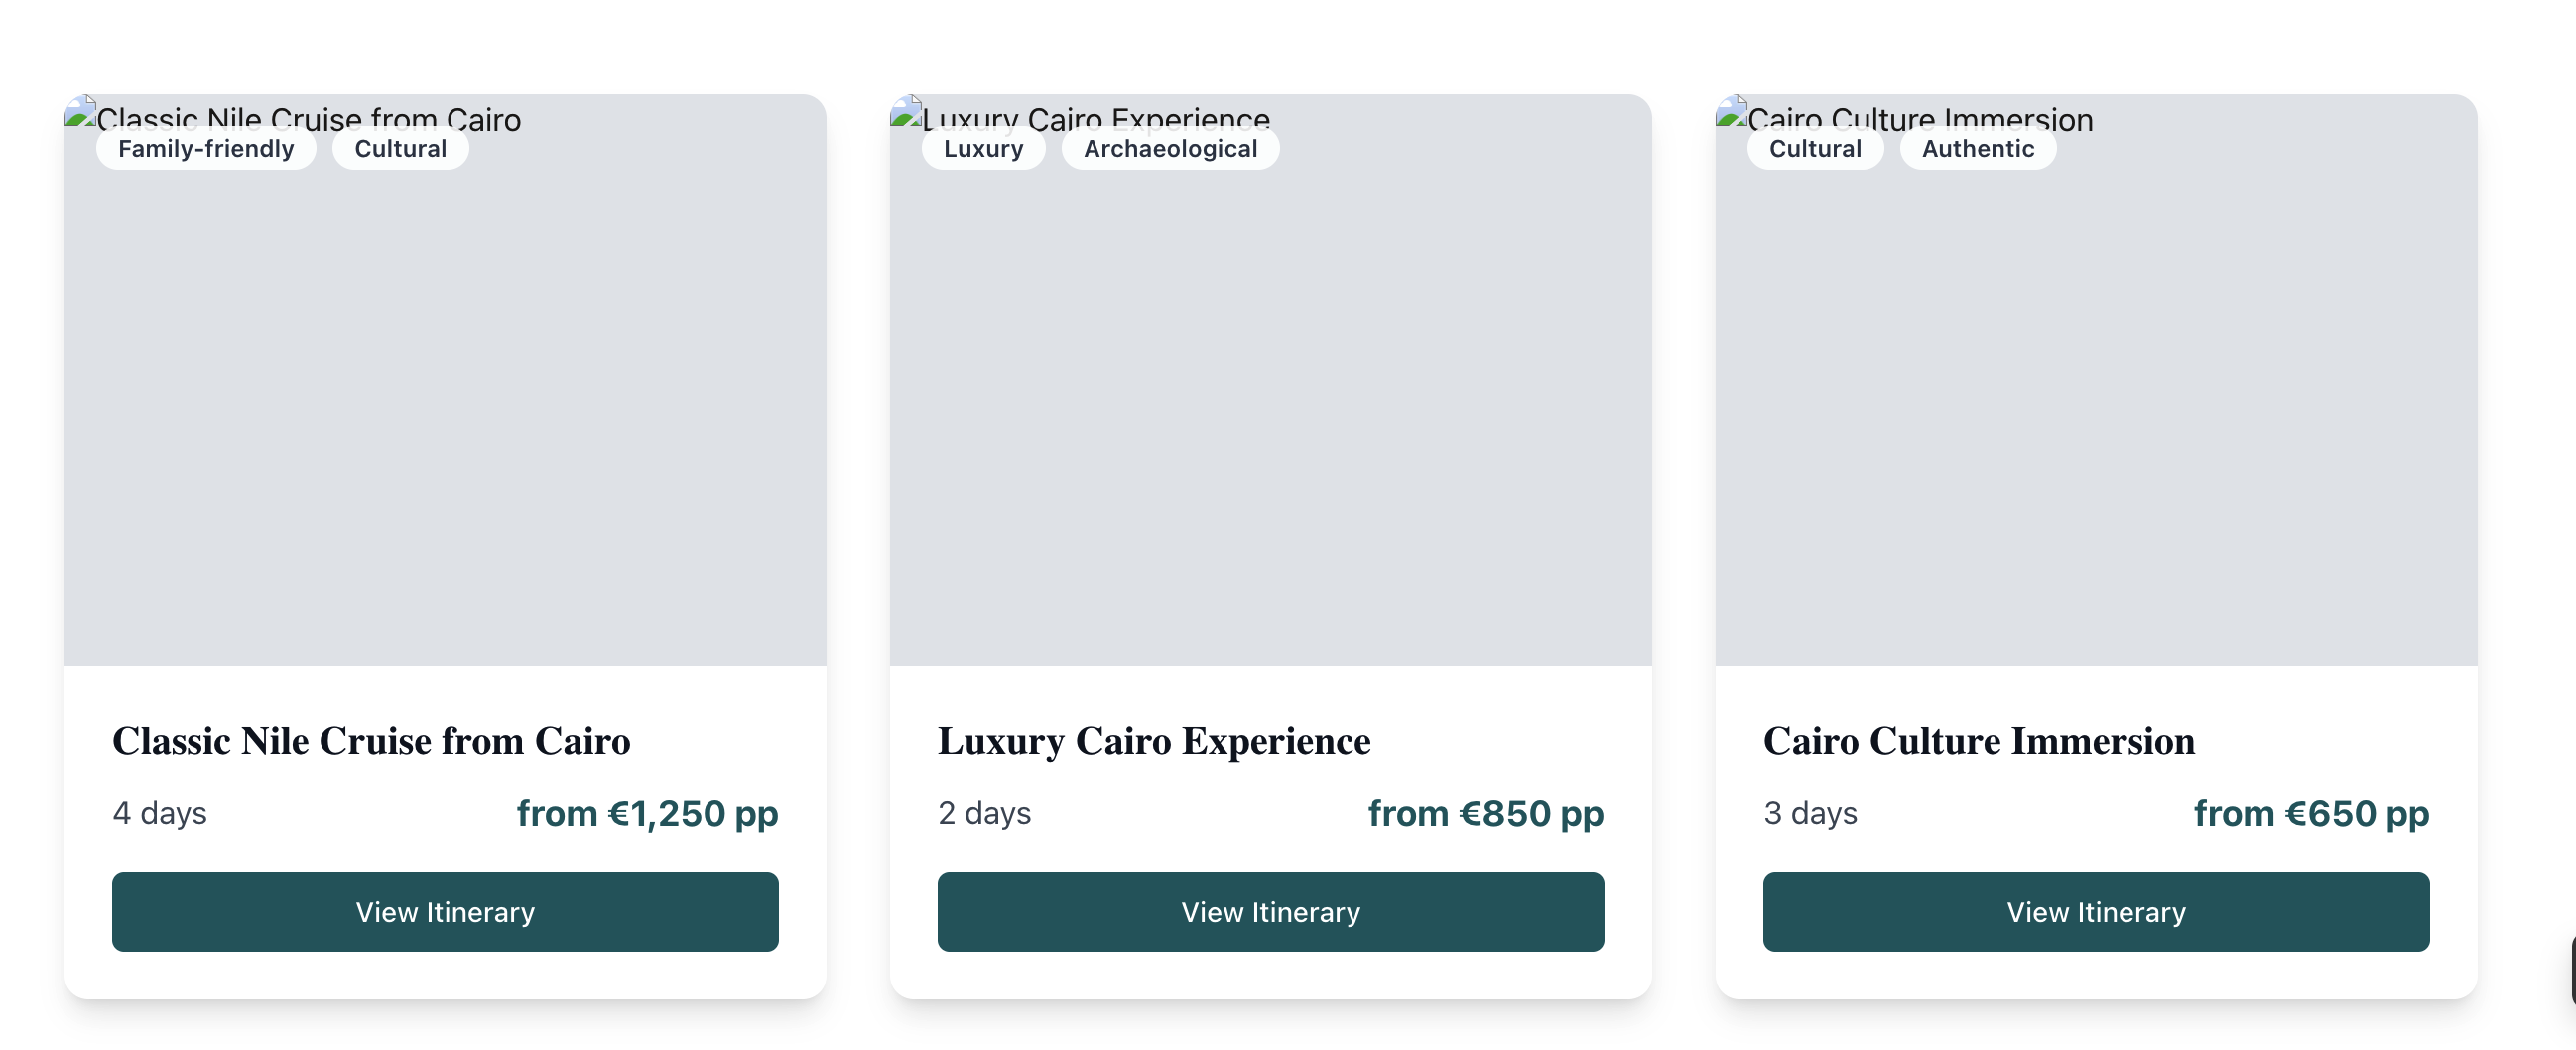 Classic Nile Cruise from Cairo
Family-friendly Cultural
Classic Nile Cruise from Cairo
4 days from €1,250 pp
View Itinerary
Luxury Cairo Experience
Luxury Archaeological
Luxury Cairo Experience
2 days from €850 pp
View Itinerary
Cairo Culture Immersion
Cultural Authentic
Cairo Culture Immersion
3 days from €650 pp
View Itinerary